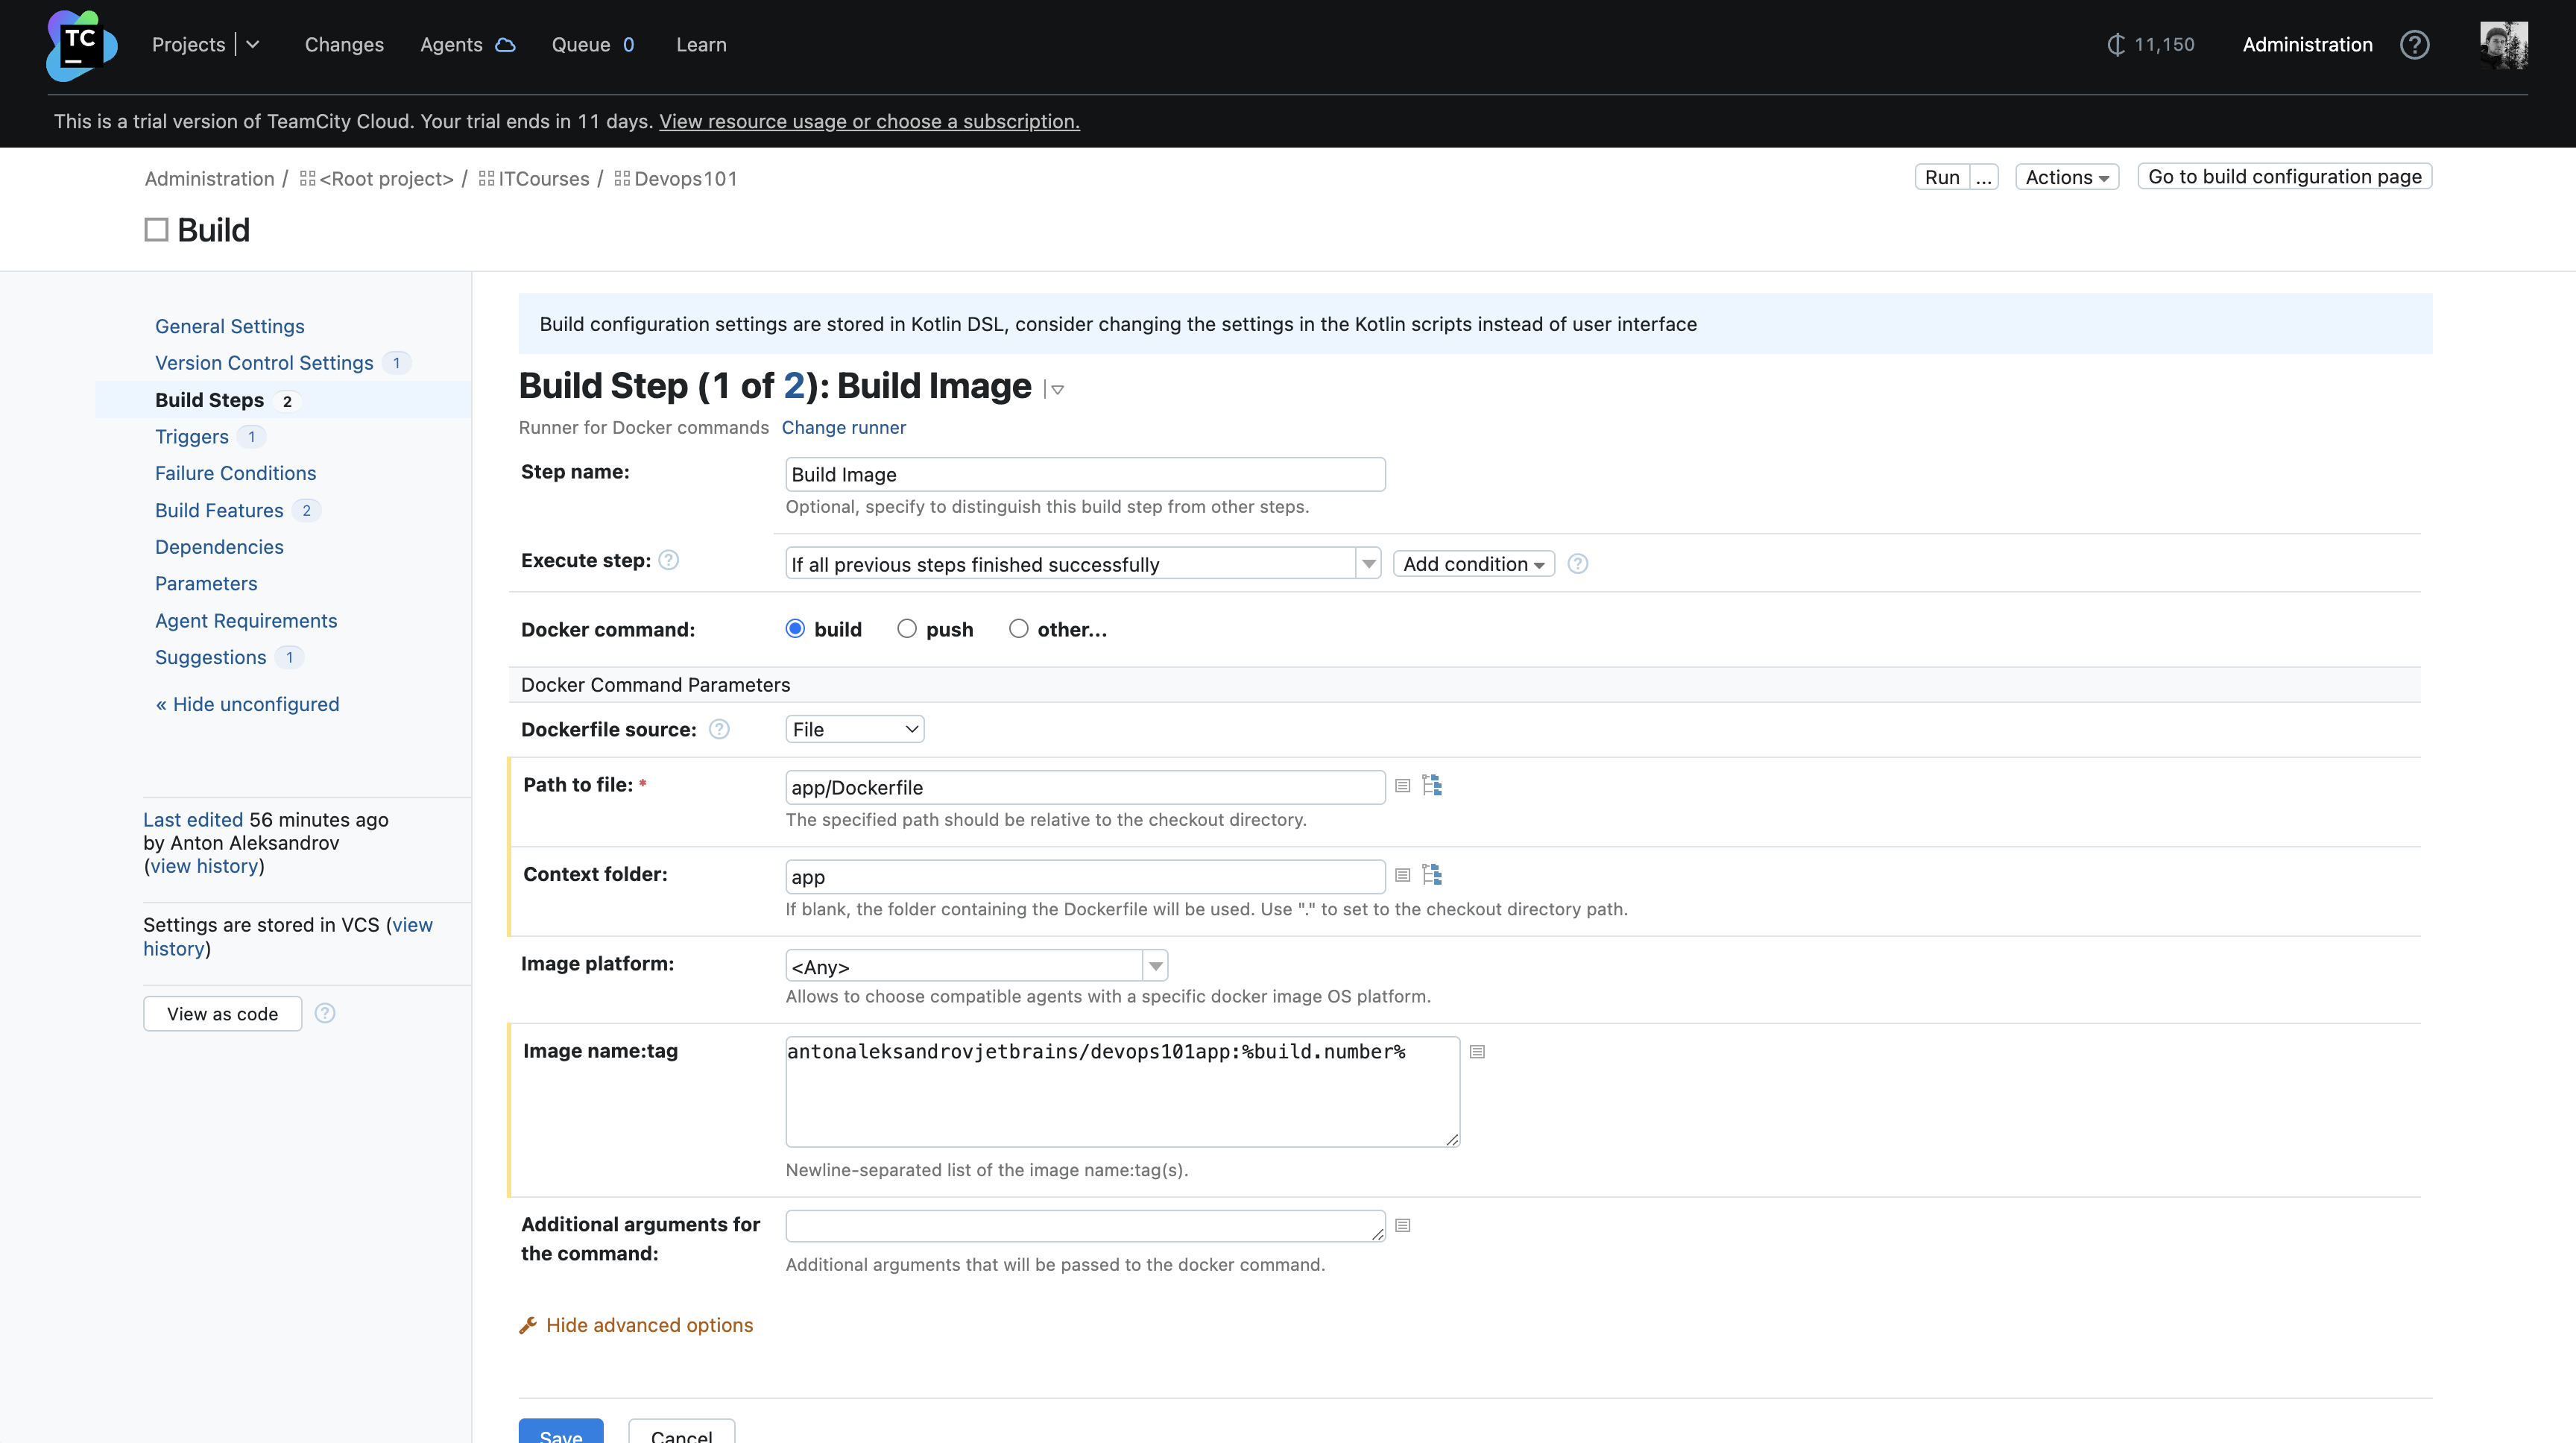 TC
Projects Changes Agents Queue 0 Learn 11,150 Administration
This is a trial version of TeamCity Cloud. Your trial ends in 11 days. View resource usage or choose a subscription.
Administration / <Root project> / ITCourses / Devops101
Run ... Actions Go to build configuration page
Build
General Settings
Version Control Settings 1
Build Steps 2
Triggers 1
Failure Conditions
Build Features 2
Dependencies
Parameters
Agent Requirements
Suggestions 1
« Hide unconfigured
Last edited 56 minutes ago
by Anton Aleksandrov
(view history)
Settings are stored in VCS (view
history)
View as code ?
Build configuration settings are stored in Kotlin DSL, consider changing the settings in the Kotlin scripts instead of user interface
Build Step (1 of 2): Build Image
Runner for Docker commands Change runner
Step name: Build Image
Optional, specify to distinguish this build step from other steps.
Execute step: ? If all previous steps finished successfully Add condition ?
Docker command: build push other...
Docker Command Parameters
Dockerfile source: ? File
Path to file: * app/Dockerfile
The specified path should be relative to the checkout directory.
Context folder: app
If blank, the folder containing the Dockerfile will be used. Use "." to set to the checkout directory path.
Image platform: <Any>
Allows to choose compatible agents with a specific docker image OS platform.
Image name:tag antonaleksandrovjetbrains/devops101app:%build.number%
Newline-separated list of the image name:tag(s).
Additional arguments for
the command:
Additional arguments that will be passed to the docker command.
Hide advanced options
Save Cancel